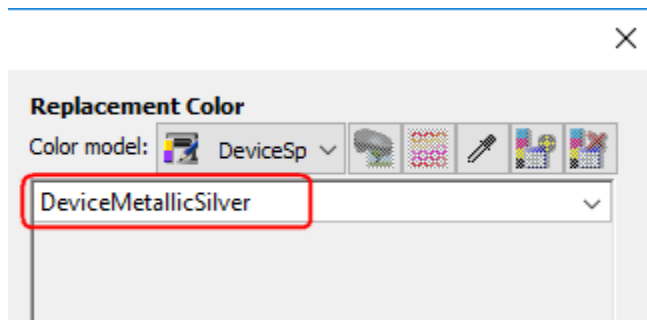 Replacement Color
Color model: DeviceSp
DeviceMetallicSilver